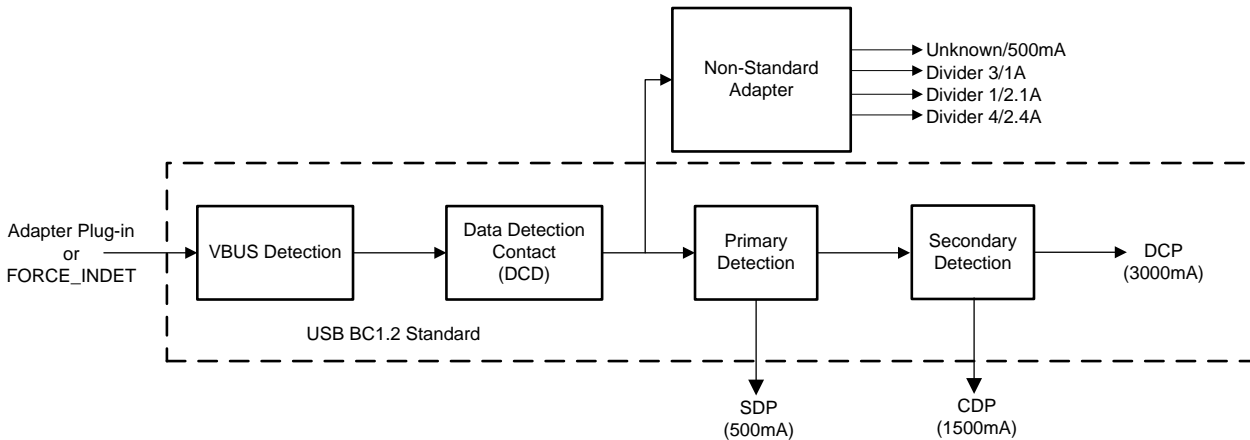 Non-Standard
Adapter
Unknown/500mA
Divider 3/1A
Divider 1/2.1A
Divider 4/2.4A
Adapter Plug-in
or
FORCE_INDET
VBUS Detection
Data Detection
Contact
(DCD)
Primary
Detection
Secondary
Detection
DCP
(3000mA)
USB BC1.2 Standard
SDP
(500mA)
CDP
(1500mA)